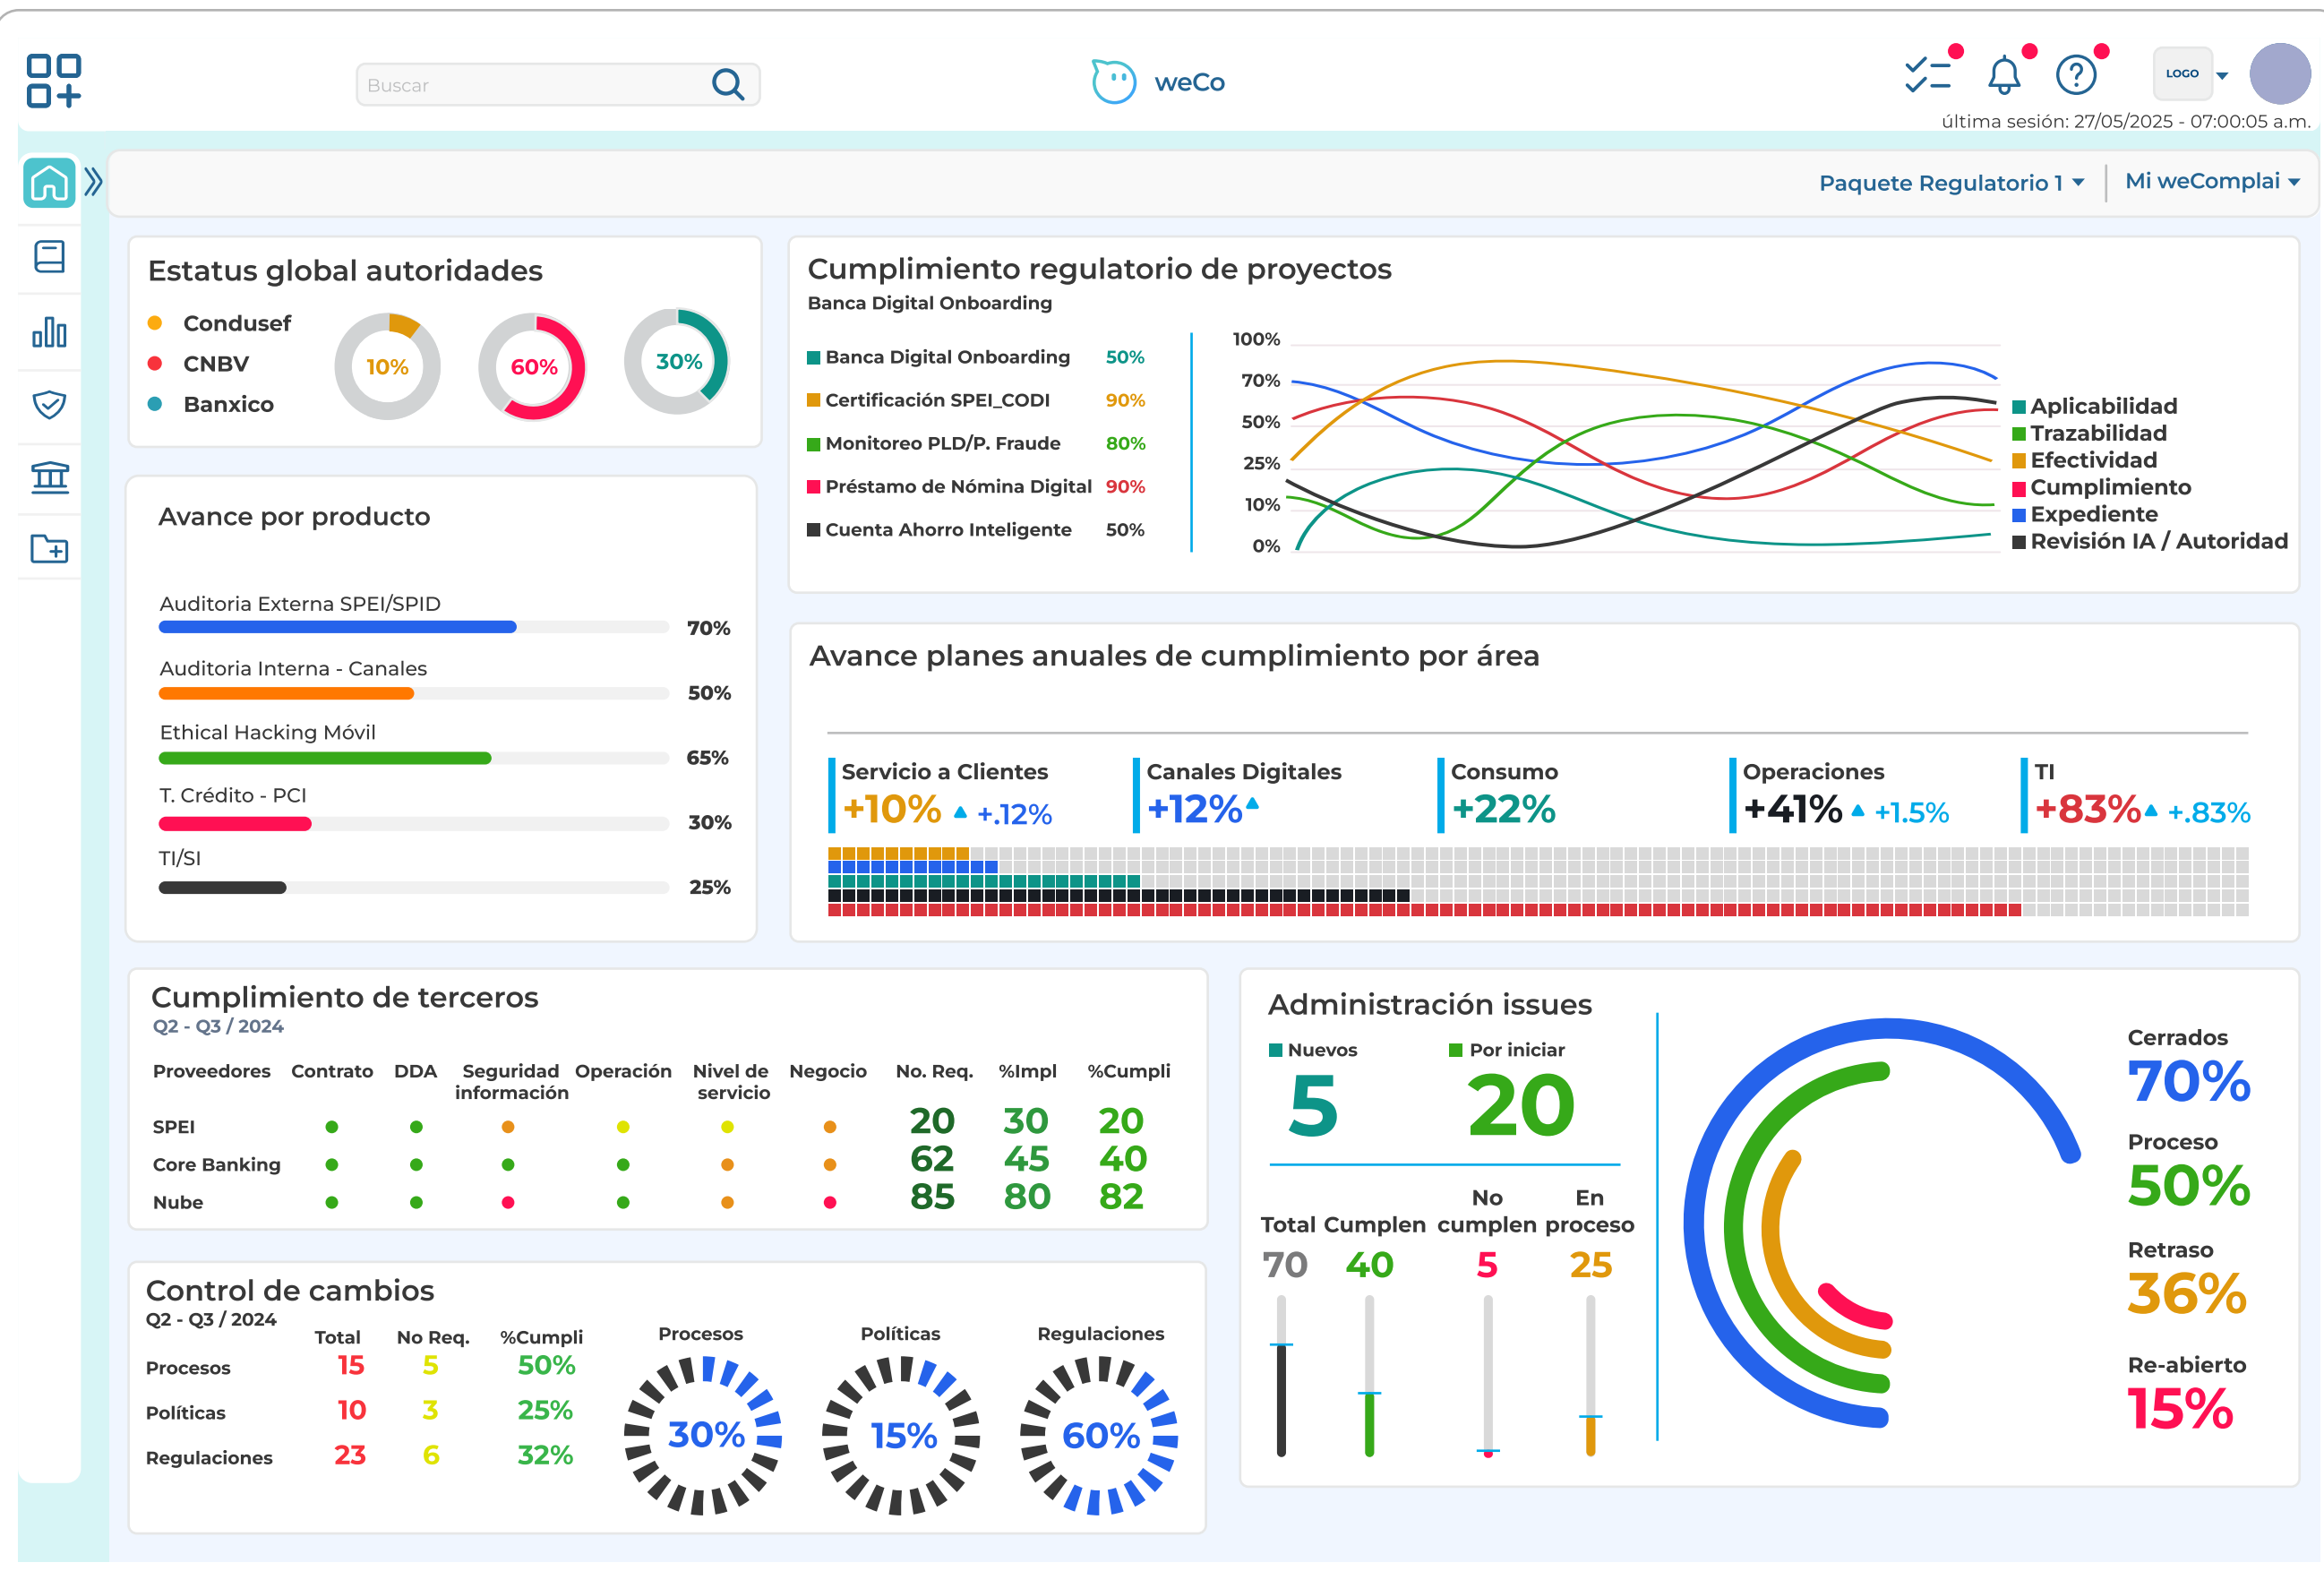 Buscar
weCo
LOGO
última sesión: 27/05/2025 - 07:00:05 a.m.
Paquete Regulatorio 1
Mi weComplai
Estatus global autoridades
Condusef
CNBV
Banxico
10%
60%
30%
Cumplimiento regulatorio de proyectos
Banca Digital Onboarding
Banca Digital Onboarding 50%
Certificación SPEI_CODI 90%
Monitoreo PLD/P. Fraude 80%
Préstamo de Nómina Digital 90%
Cuenta Ahorro Inteligente 50%
100%
70%
50%
25%
10%
0%
Aplicabilidad
Trazabilidad
Efectividad
Cumplimiento
Expediente
Revisión IA / Autoridad
Avance por producto
Auditoria Externa SPEI/SPID
70%
Auditoria Interna - Canales
50%
Ethical Hacking Móvil
65%
T. Crédito - PCI
30%
TI/SI
25%
Avance planes anuales de cumplimiento por área
Servicio a Clientes
+10% +.12%
Canales Digitales
+12%
Consumo
+22%
Operaciones
+41% +1.5%
TI
+83% +.83%
Cumplimiento de terceros
Q2 - Q3 / 2024
Proveedores Contrato DDA Seguridad información Operación Nivel de servicio Negocio No. Req. %Impl %Cumpli
SPEI 20 30 20
Core Banking 62 45 40
Nube 85 80 82
Control de cambios
Q2 - Q3 / 2024
Total No Req. %Cumpli
Procesos 15 5 50%
Políticas 10 3 25%
Regulaciones 23 6 32%
Procesos
30%
Políticas
15%
Regulaciones
60%
Administración issues
Nuevos
5
Por iniciar
20
Total
70
Cumplen
40
No
cumplen
5
En
proceso
25
Cerrados
70%
Proceso
50%
Retraso
36%
Re-abierto
15%